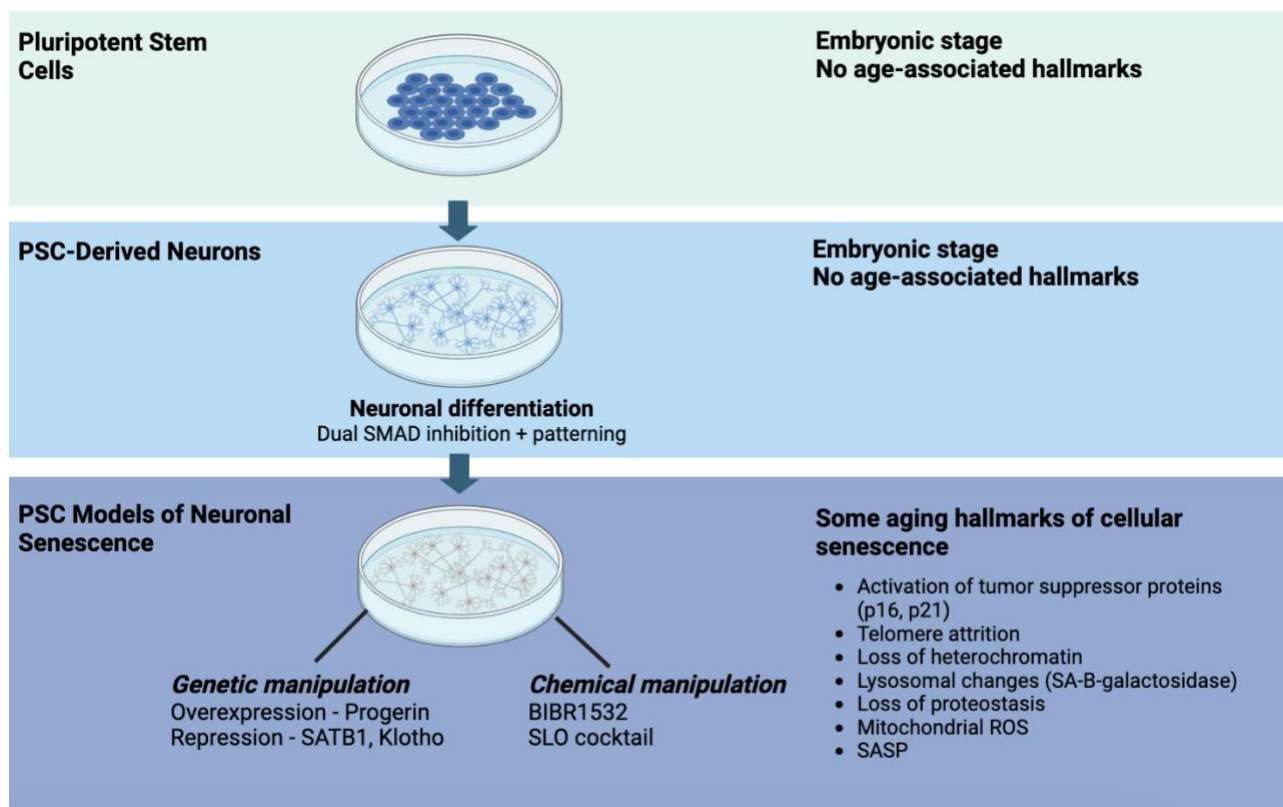 Pluripotent Stem
Cells
Embryonic stage
No age-associated hallmarks
PSC-Derived Neurons
Embryonic stage
No age-associated hallmarks
Neuronal differentiation
Dual SMAD inhibition + patterning
PSC Models of Neuronal
Senescence
Genetic manipulation
Overexpression - Progerin
Repression - SATB1, Klotho
Chemical manipulation
BIBR1532
SLO cocktail
Some aging hallmarks of cellular
senescence
• Activation of tumor suppressor proteins
(p16, p21)
• Telomere attrition
• Loss of heterochromatin
• Lysosomal changes (SA-B-galactosidase)
• Loss of proteostasis
• Mitochondrial ROS
• SASP